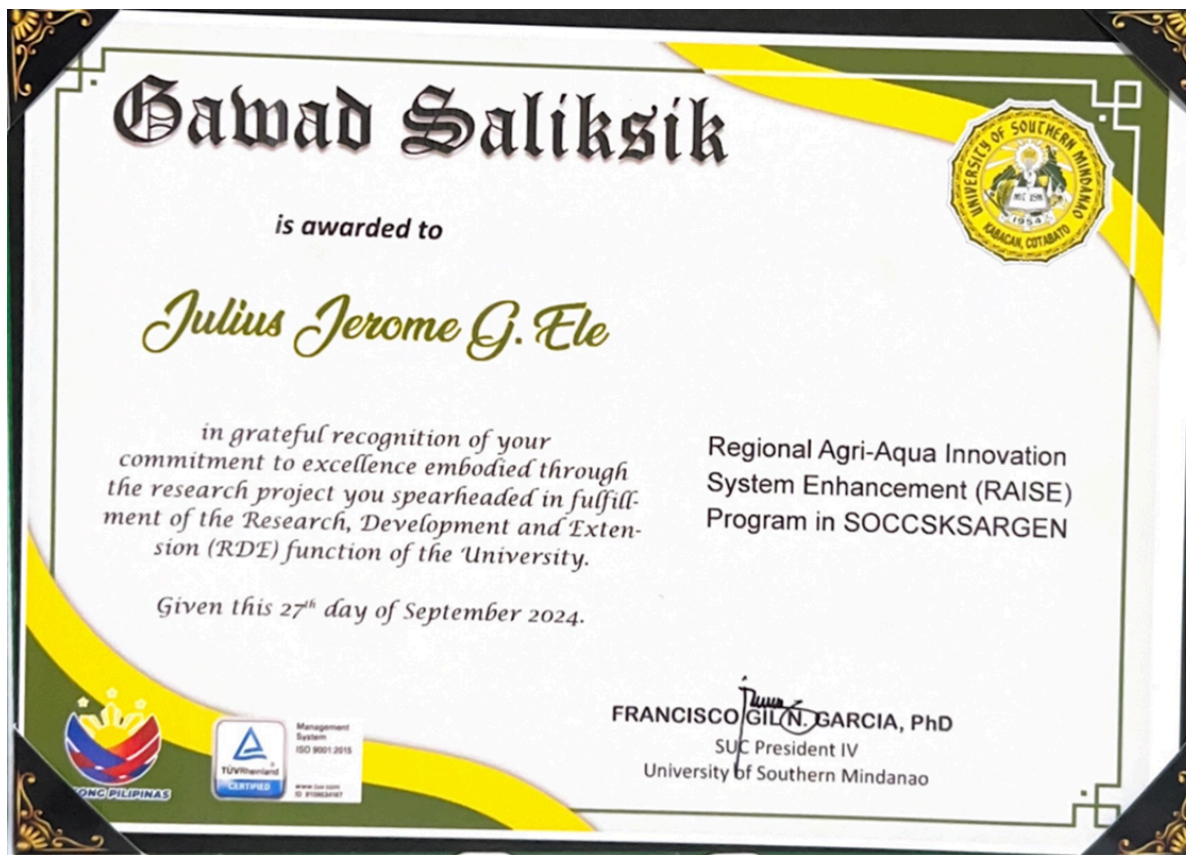 Gawad Saliksik
UNIVERSITY OF SOUTHERN MINDANAO
1954
KABACAN, COTABATO
is awarded to
Julius Jerome G. Ele
in grateful recognition of your
commitment to excellence embodied through
the research project you spearheaded in fulfill-
ment of the Research, Development and Exten-
sion (RDE) function of the University.
Given this 27th day of September 2024.
Regional Agri-Aqua Innovation
System Enhancement (RAISE)
Program in SOCCSKSARGEN
FRANCISCO GIL N. GARCIA, PhD
SUC President IV
University of Southern Mindanao
ONG PILIPINAS
TÜVRheinland
CERTIFIED
Management
System
ISO 9001:2015
www.tuv.com